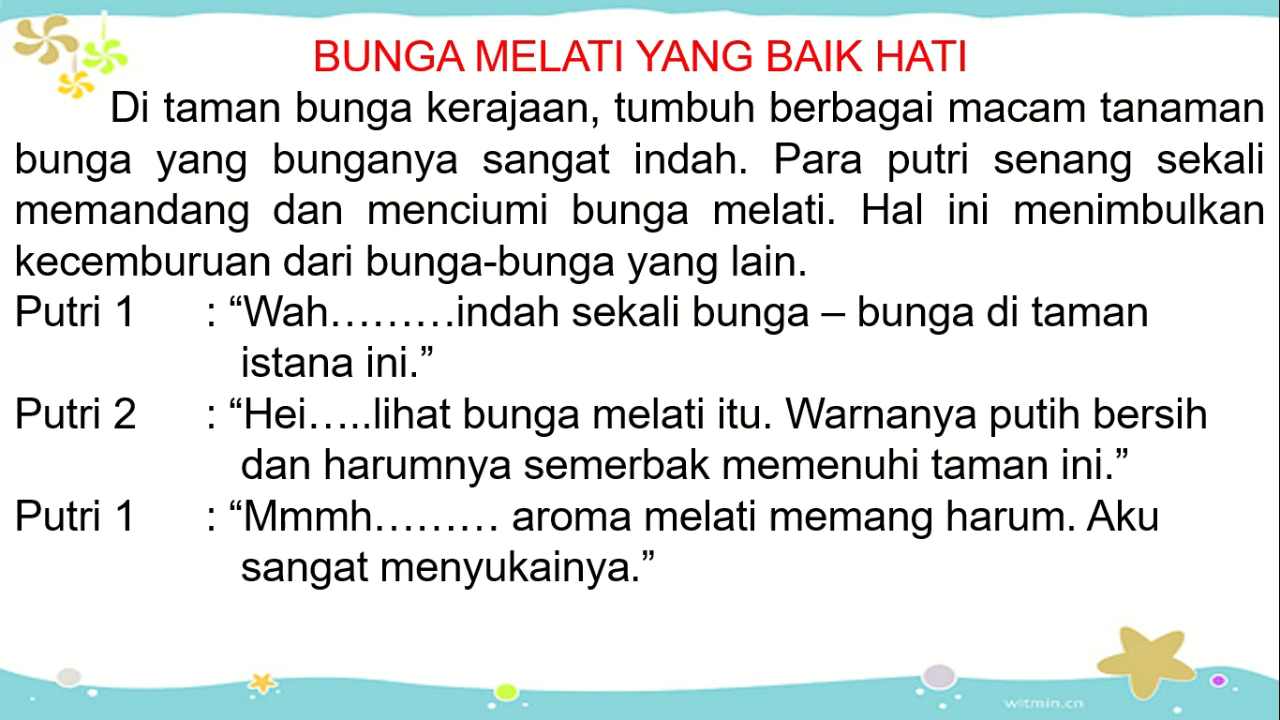 BUNGA MELATI YANG BAIK HATI
Di taman bunga kerajaan, tumbuh berbagai macam tanaman
bunga yang bunganya sangat indah. Para putri senang sekali
memandang dan menciumi bunga melati. Hal ini menimbulkan
kecemburuan dari bunga-bunga yang lain.
Putri 1 : “Wah………indah sekali bunga – bunga di taman
istana ini.”
Putri 2 : “Hei…..lihat bunga melati itu. Warnanya putih bersih
dan harumnya semerbak memenuhi taman ini.”
Putri 1 : “Mmmh……… aroma melati memang harum. Aku
sangat menyukainya.”
witmin.cn